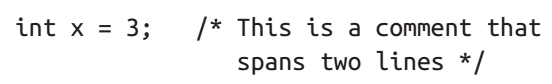 int x = 3;   /* This is a comment that
                spans two lines */